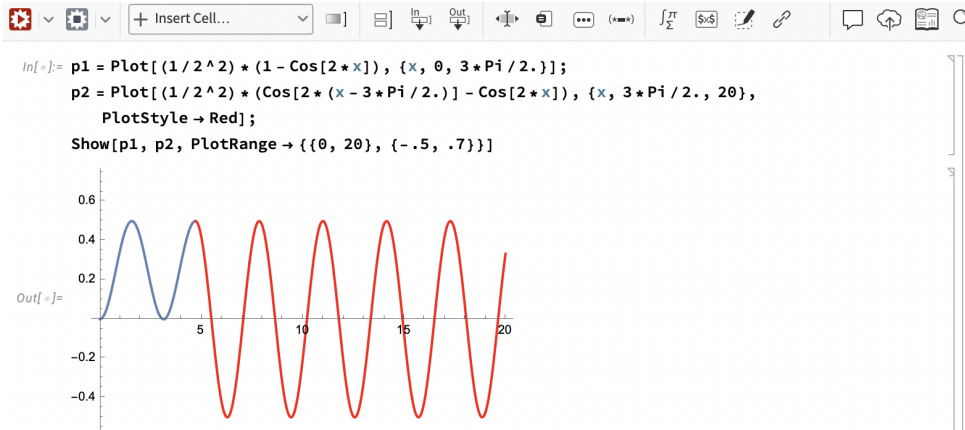 + Insert Cell...
In Out (∗=∗) ∫π Σ $x$
In[◦]:= p1 = Plot[(1/2^2)*(1-Cos[2*x]), {x, 0, 3*Pi/2.}];
p2 = Plot[(1/2^2)*(Cos[2*(x-3*Pi/2.)]-Cos[2*x]), {x, 3*Pi/2., 20},
PlotStyle→Red];
Show[p1, p2, PlotRange→{{0, 20}, {-.5, .7}}]
Out[◦]=
0.6
0.4
0.2
5 10 15 20
-0.2
-0.4